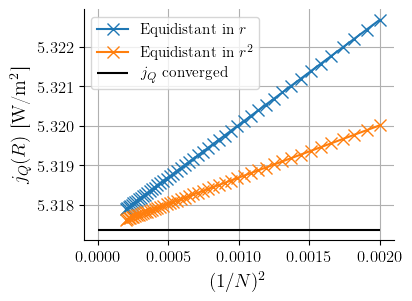 Equidistant in r
Equidistant in r²
j_Q converged
j_Q(R) [W/m²]
5.322
5.321
5.320
5.319
5.318
0.0000
0.0005
0.0010
0.0015
0.0020
(1/N)²